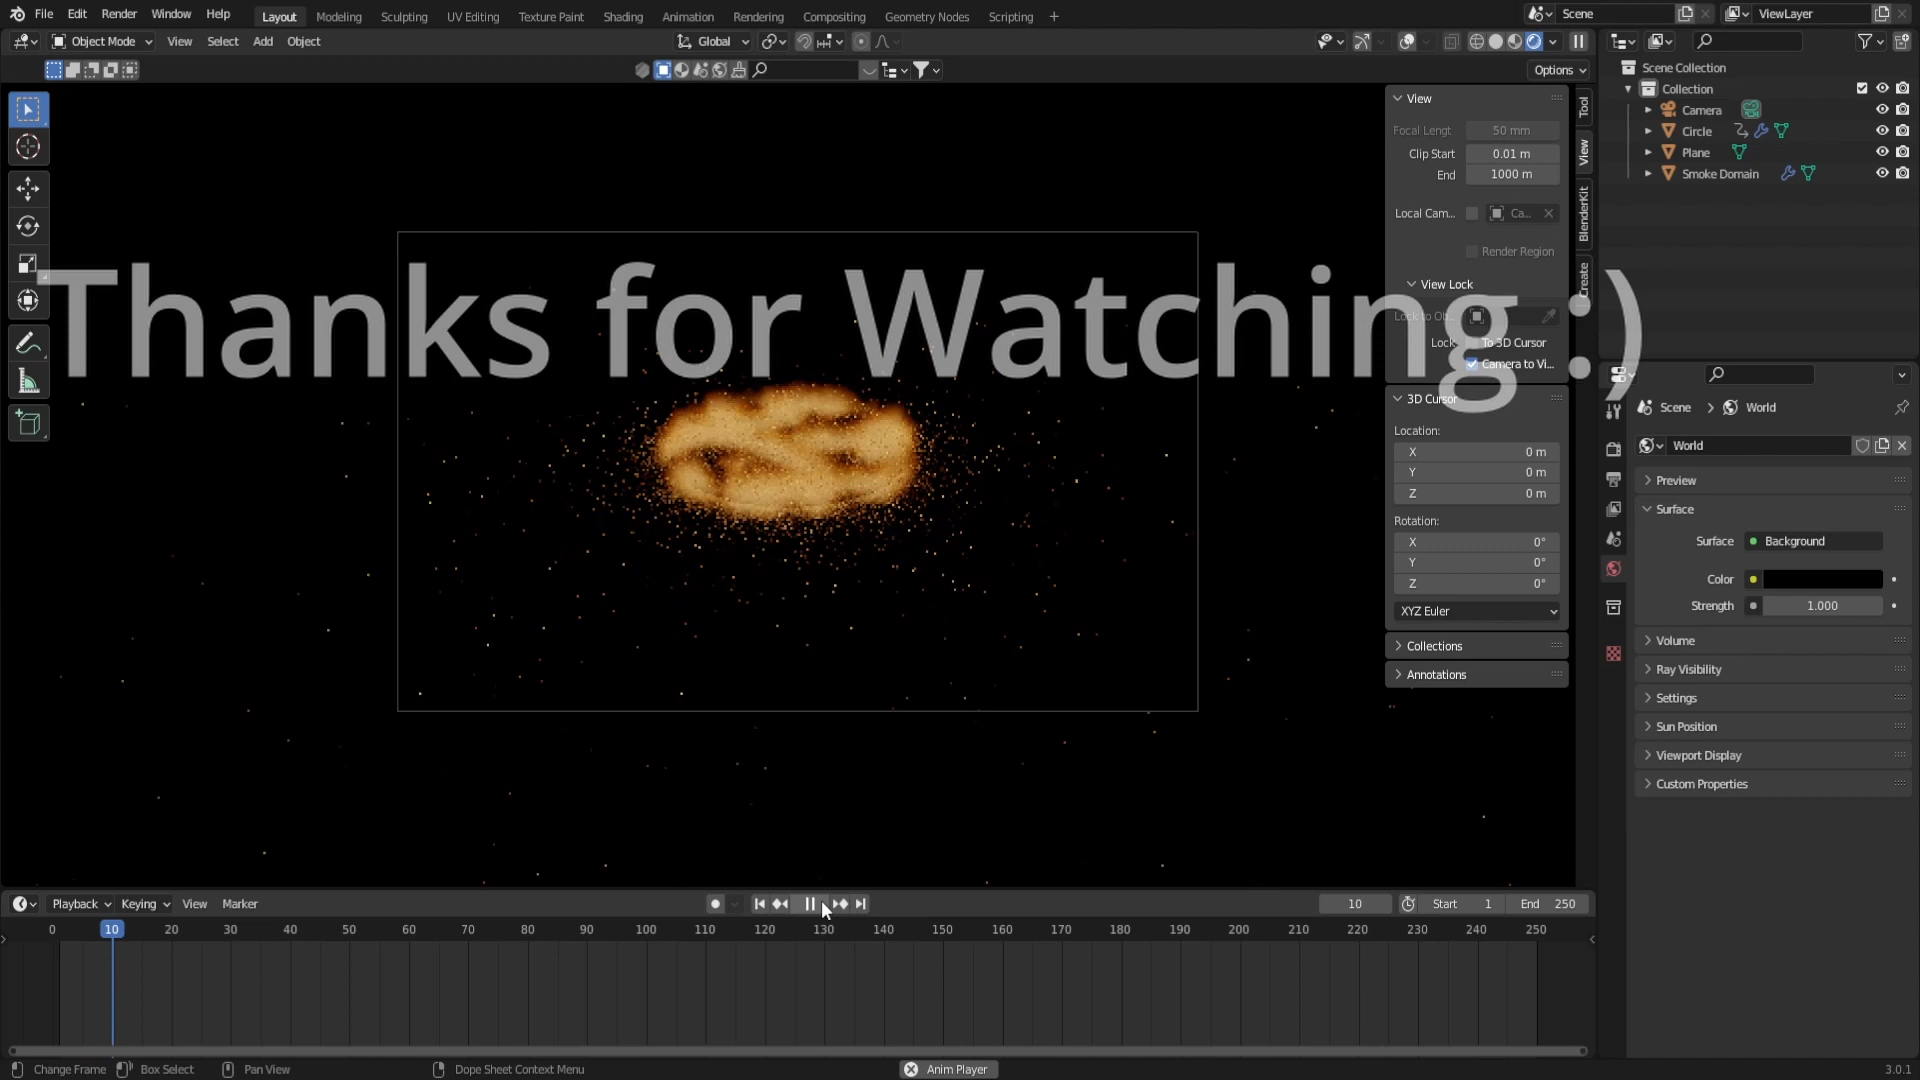 File Edit Render Window Help Layout Modeling Sculpting UV Editing Texture Paint Shading Animation Rendering Compositing Geometry Nodes Scripting + Scene ViewLayer
Object Mode View Select Add Object Global
Options
Scene Collection
Collection
Camera
Circle
Plane
Smoke Domain
Tool
View
BlenderKit
Create
View
Focal Lengt 50 mm
Clip Start 0.01 m
End 1000 m
Local Cam... Ca...
Render Region
View Lock
Lock to Ob...
Lock To 3D Cursor
Camera to Vi...
Thanks for Watching :)
3D Cursor
Location:
X 0 m
Y 0 m
Z 0 m
Rotation:
X 0°
Y 0°
Z 0°
XYZ Euler
Collections
Annotations
Scene > World
World
Preview
Surface
Surface Background
Color
Strength 1.000
Volume
Ray Visibility
Settings
Sun Position
Viewport Display
Custom Properties
Playback Keying View Marker 10 Start 1 End 250
0 10 20 30 40 50 60 70 80 90 100 110 120 130 140 150 160 170 180 190 200 210 220 230 240 250
Change Frame Box Select Pan View Dope Sheet Context Menu Anim Player 3.0.1